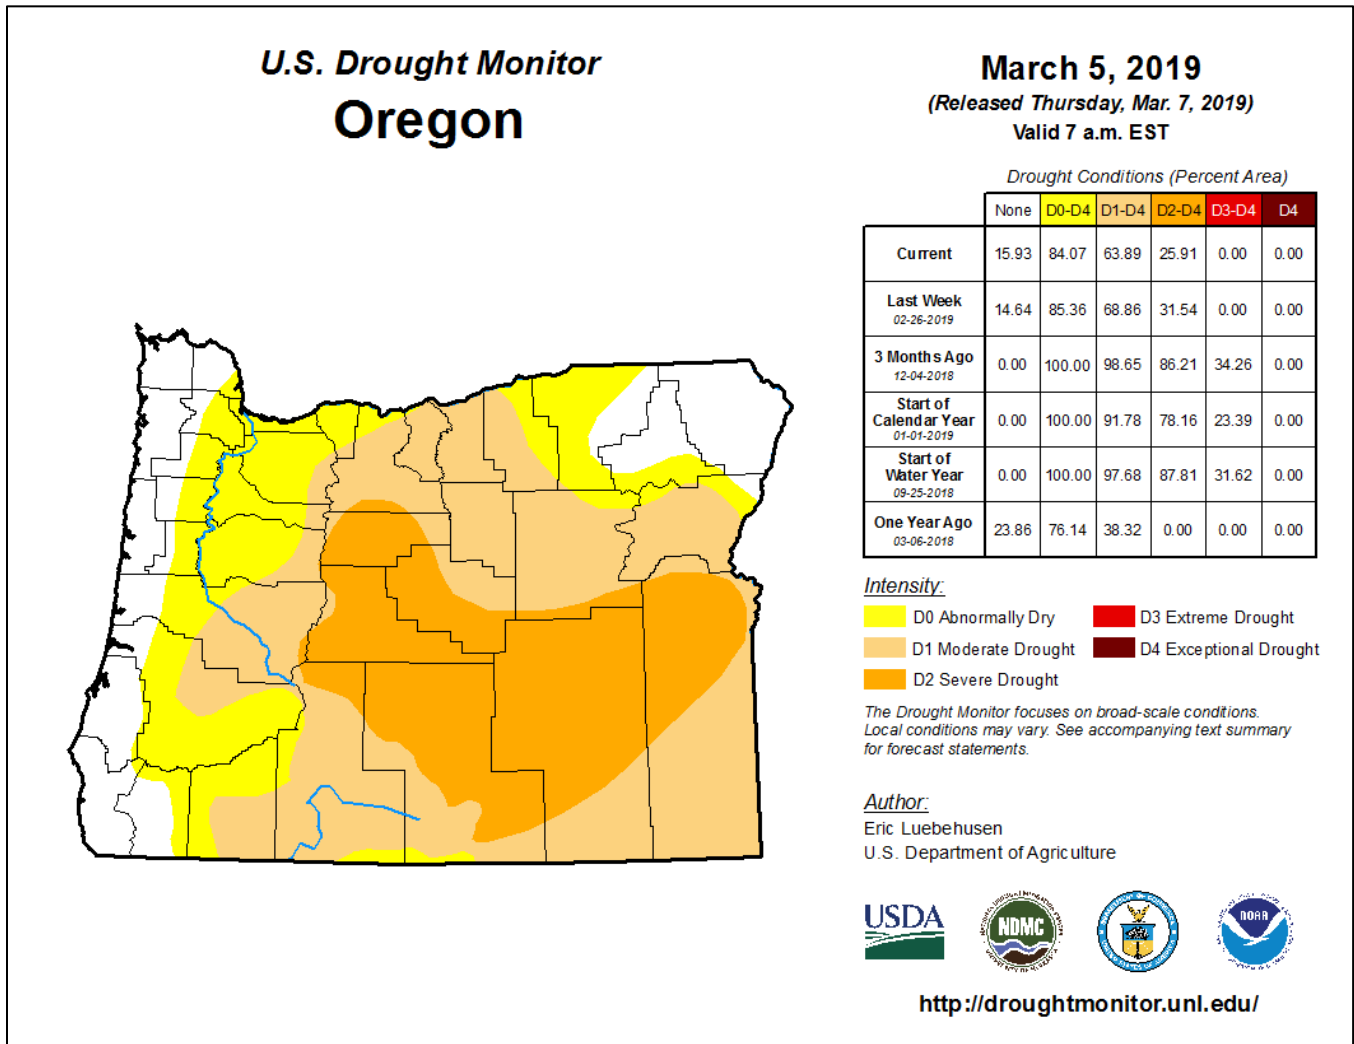 U.S. Drought Monitor
Oregon
March 5, 2019
(Released Thursday, Mar. 7, 2019)
Valid 7 a.m. EST
Drought Conditions (Percent Area)
None D0-D4 D1-D4 D2-D4 D3-D4 D4
Current 15.93 84.07 63.89 25.91 0.00 0.00
Last Week
02-26-2019 14.64 85.36 68.86 31.54 0.00 0.00
3 Months Ago
12-04-2018 0.00 100.00 98.65 86.21 34.26 0.00
Start of
Calendar Year
01-01-2019 0.00 100.00 91.78 78.16 23.39 0.00
Start of
Water Year
09-25-2018 0.00 100.00 97.68 87.81 31.62 0.00
One Year Ago
03-06-2018 23.86 76.14 38.32 0.00 0.00 0.00
Intensity:
D0 Abnormally Dry
D1 Moderate Drought
D2 Severe Drought
D3 Extreme Drought
D4 Exceptional Drought
The Drought Monitor focuses on broad-scale conditions.
Local conditions may vary. See accompanying text summary
for forecast statements.
Author:
Eric Luebehusen
U.S. Department of Agriculture
USDA
NDMC
NOAA
http://droughtmonitor.unl.edu/